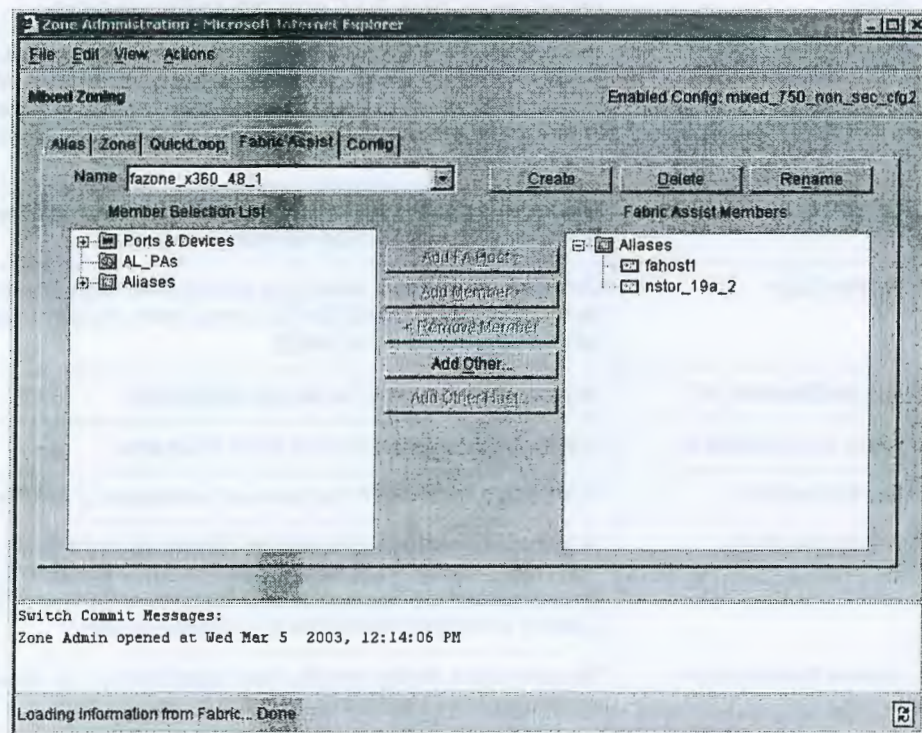 Zone Administration - Microsoft Internet Explorer
File Edit View Actions
Mixed Zoning
Enabled Config: mixed_750_non_sec_cfg2
Alias Zone QuickLoop Fabric Assist Config
Name fazone_x360_48_1
Create Delete Rename
Member Selection List
Fabric Assist Members
Ports & Devices
AL_PAs
Aliases
Add FA Host >
Add Member >
< Remove Member
Add Other...
Add Other Host...
Aliases
fahost1
nstor_19a_2
Switch Commit Messages:
Zone Admin opened at Wed Mar 5 2003, 12:14:06 PM
Loading information from Fabric... Done